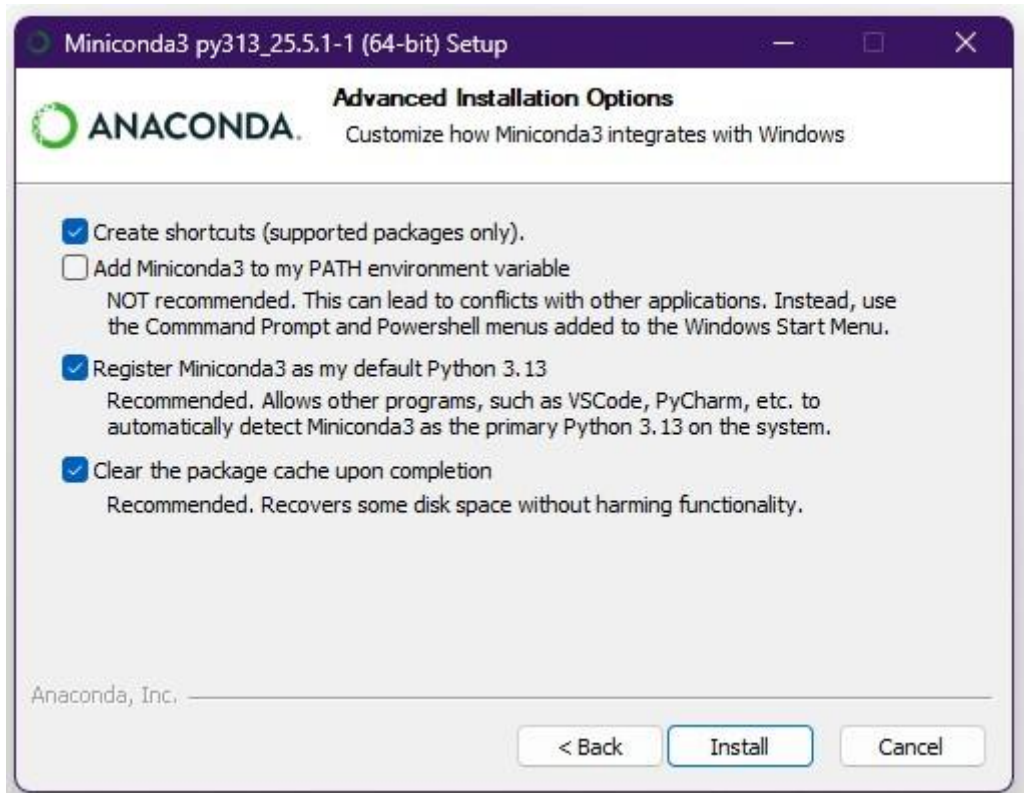 Miniconda3 py313_25.5.1-1 (64-bit) Setup
ANACONDA.
Advanced Installation Options
Customize how Miniconda3 integrates with Windows
Create shortcuts (supported packages only).
Add Miniconda3 to my PATH environment variable
NOT recommended. This can lead to conflicts with other applications. Instead, use
the Commmand Prompt and Powershell menus added to the Windows Start Menu.
Register Miniconda3 as my default Python 3.13
Recommended. Allows other programs, such as VSCode, PyCharm, etc. to
automatically detect Miniconda3 as the primary Python 3.13 on the system.
Clear the package cache upon completion
Recommended. Recovers some disk space without harming functionality.
Anaconda, Inc.
< Back
Install
Cancel